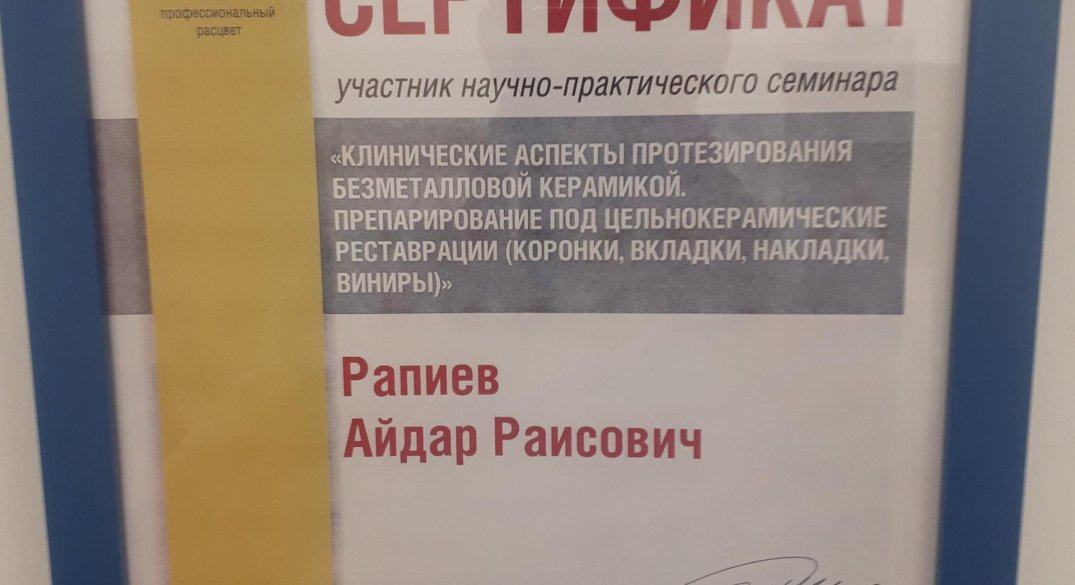 профессиональный
расцвет
СЕРТИФИКАТ
участник научно-практического семинара
«КЛИНИЧЕСКИЕ АСПЕКТЫ ПРОТЕЗИРОВАНИЯ
БЕЗМЕТАЛЛОВОЙ КЕРАМИКОЙ.
ПРЕПАРИРОВАНИЕ ПОД ЦЕЛЬНОКЕРАМИЧЕСКИЕ
РЕСТАВРАЦИИ (КОРОНКИ, ВКЛАДКИ, НАКЛАДКИ,
ВИНИРЫ)»
Рапиев
Айдар Раисович